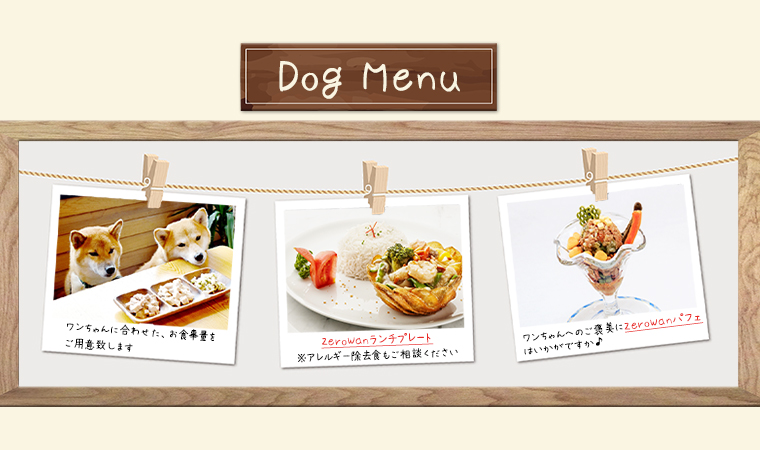 Dog Menu
ワンちゃんに合わせた、お食事量を
ご用意致します
zerowanランチプレート
※アレルギー除去食もご相談ください
ワンちゃんへのご褒美にzerowanパフェ
はいかがですか♪